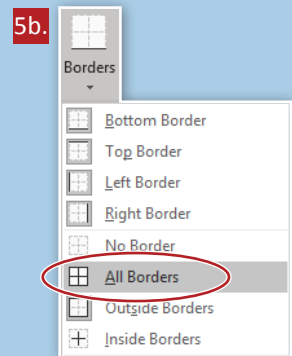 5b.
Borders
Bottom Border
Top Border
Left Border
Right Border
No Border
All Borders
Outside Borders
Inside Borders